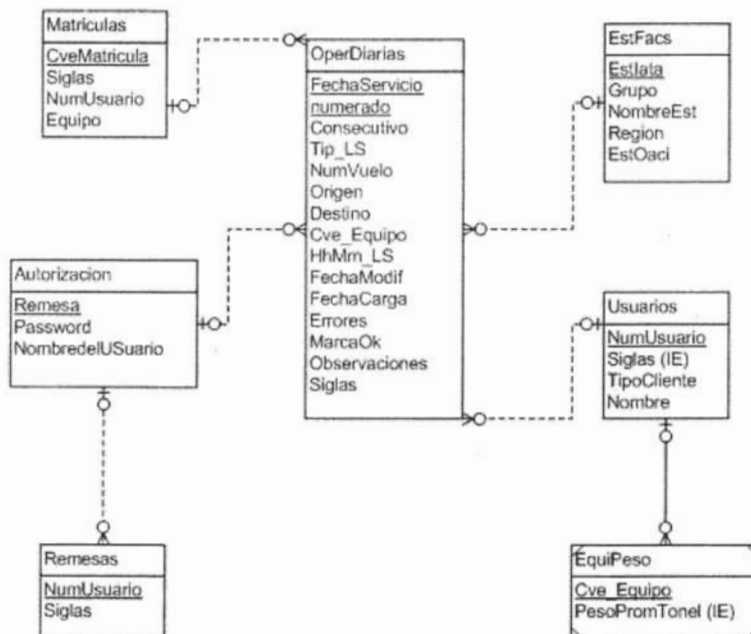 Matriculas
CveMatricula
Siglas
NumUsuario
Equipo
OperDiarias
FechaServicio
numerado
Consecutivo
Tip_LS
NumVuelo
Origen
Destino
Cve_Equipo
HhMm_LS
FechaModif
FechaCarga
Errores
MarcaOk
Observaciones
Siglas
EstFacs
EstIata
Grupo
NombreEst
Region
EstOaci
Autorizacion
Remesa
Password
NombredelUSuario
Usuarios
NumUsuario
Siglas (IE)
TipoCliente
Nombre
Remesas
NumUsuario
Siglas
EquiPeso
Cve_Equipo
PesoPromTonel (IE)